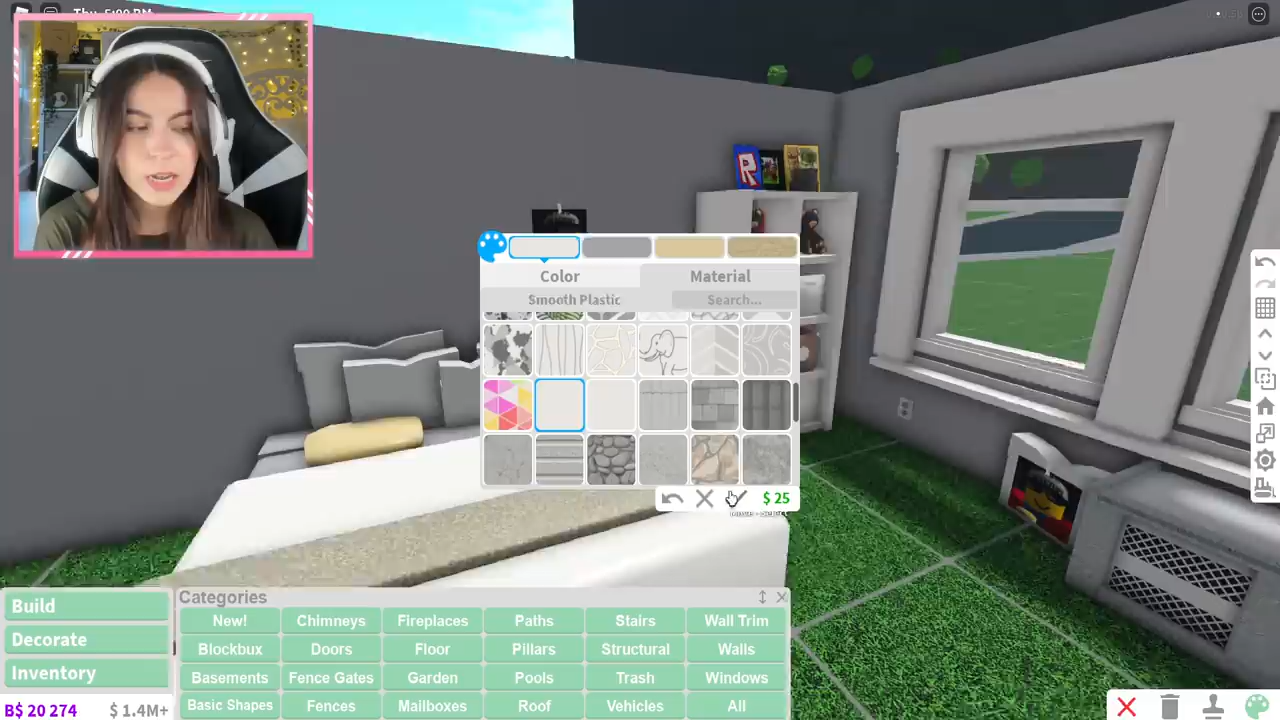 Color
Material
Smooth Plastic
Search...
$ 25
Categories
Build
Decorate
Inventory
New!
Chimneys
Fireplaces
Paths
Stairs
Wall Trim
Blockbux
Doors
Floor
Pillars
Structural
Walls
Basements
Fence Gates
Garden
Pools
Trash
Windows
Basic Shapes
Fences
Mailboxes
Roof
Vehicles
All
B$ 20 274
$ 1.4M+